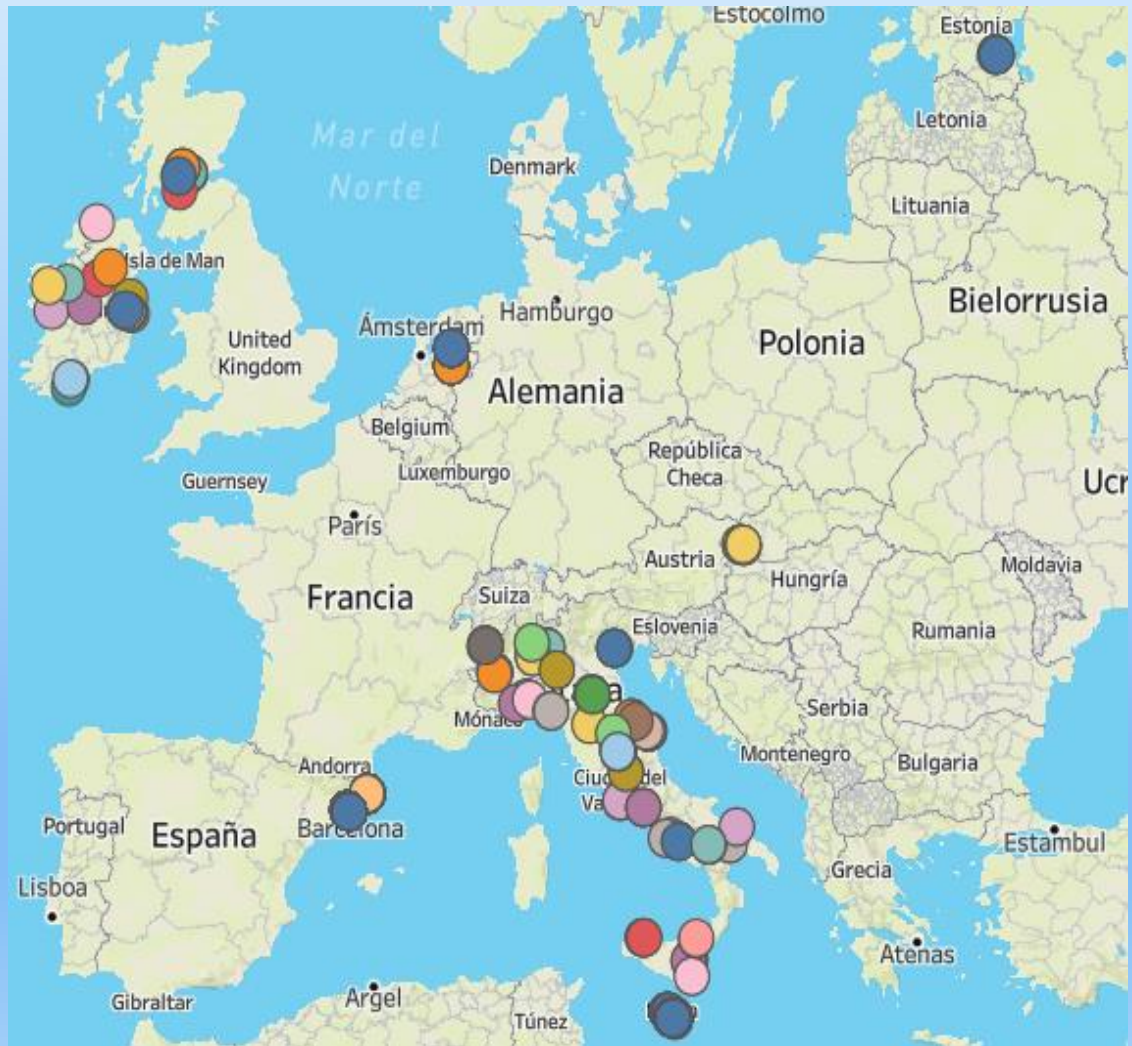 Estocolmo
Estonia
Letonia
Mar del
Norte
Denmark
Lituania
Isla de Man
Bielorrusia
United
Kingdom
Ámsterdam
Hamburgo
Polonia
Alemania
Belgium
República
Checa
Luxemburgo
Guernsey
Ucr
París
Austria
Moldavia
Hungría
Francia
Suiza
Eslovenia
Rumania
Mónaco
Serbia
Montenegro
Bulgaria
Andorra
Portugal
España
Barcelona
Estambul
Grecia
Lisboa
Atenas
Argel
Gibraltar
Túnez